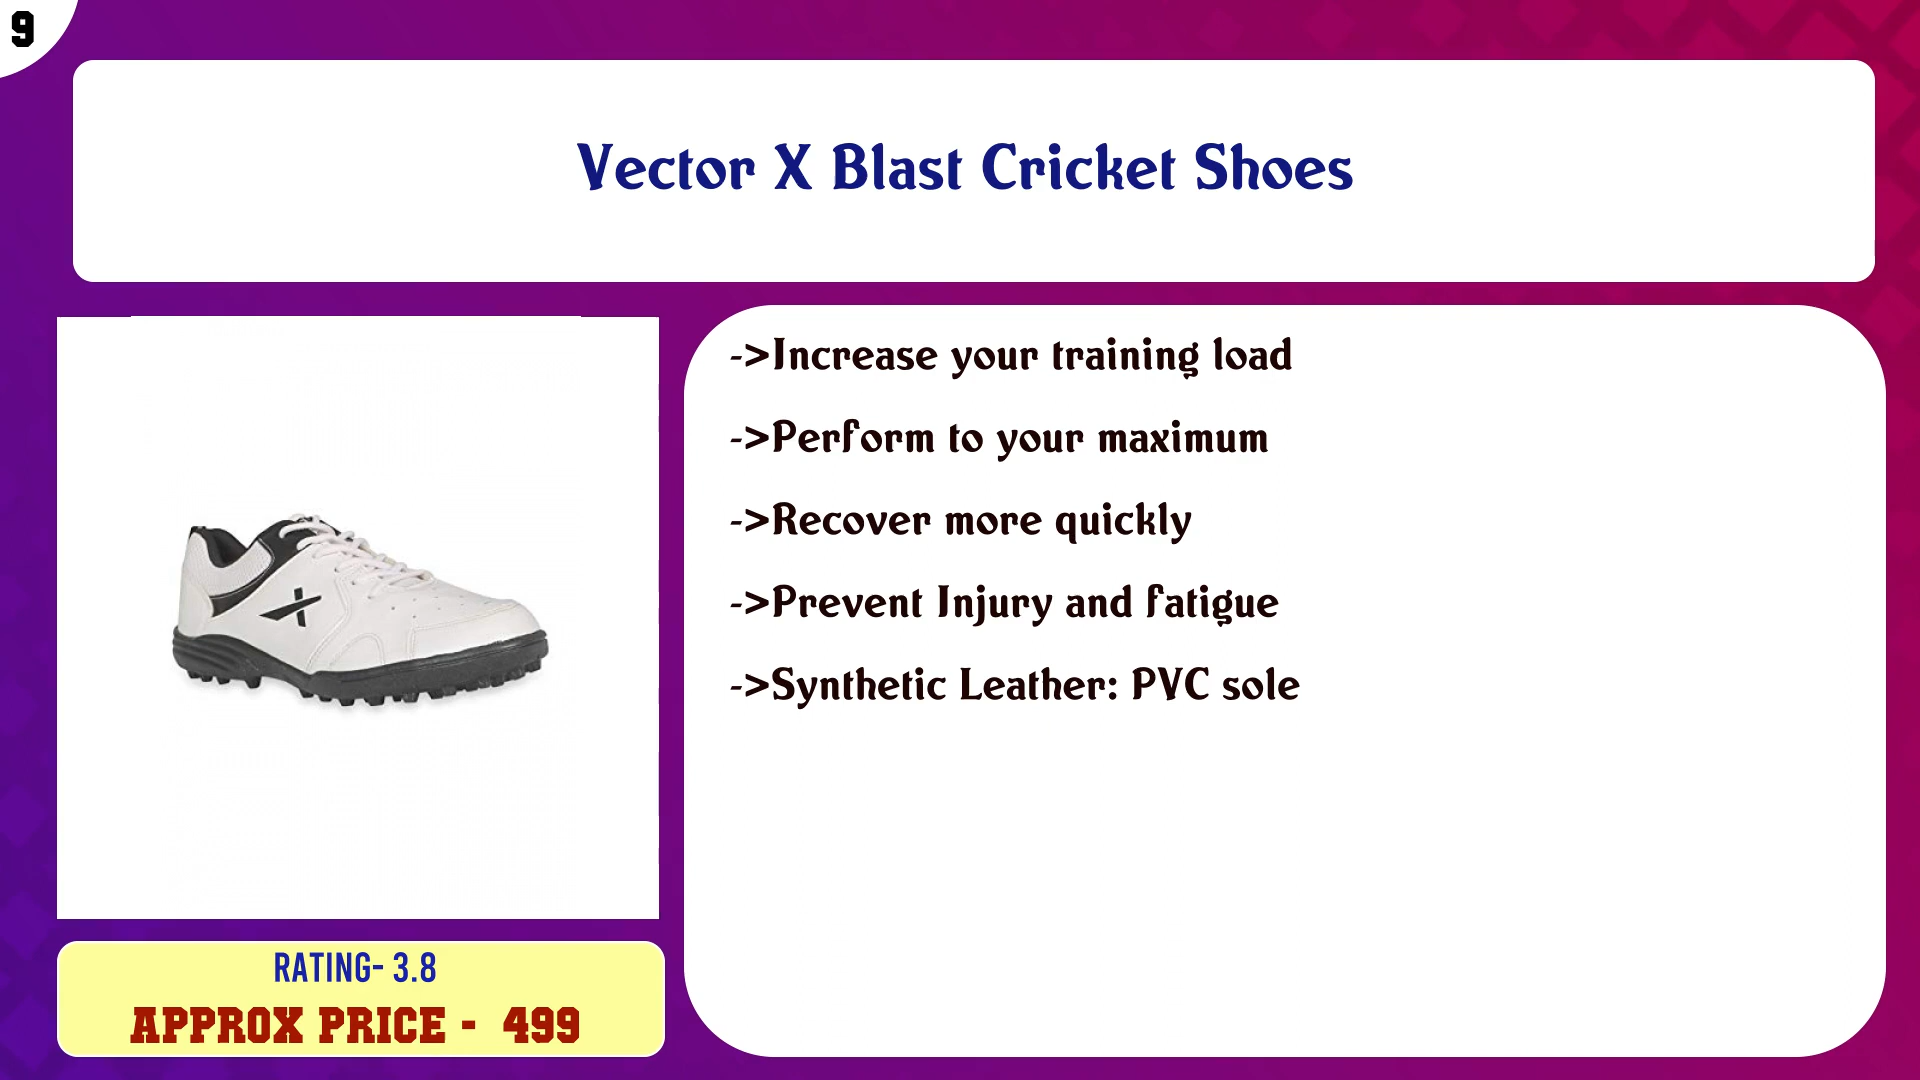 9
Vector X Blast Cricket Shoes
->Increase your training load
->Perform to your maximum
->Recover more quickly
->Prevent Injury and fatigue
->Synthetic Leather: PVC sole
RATING- 3.8
APPROX PRICE - 499